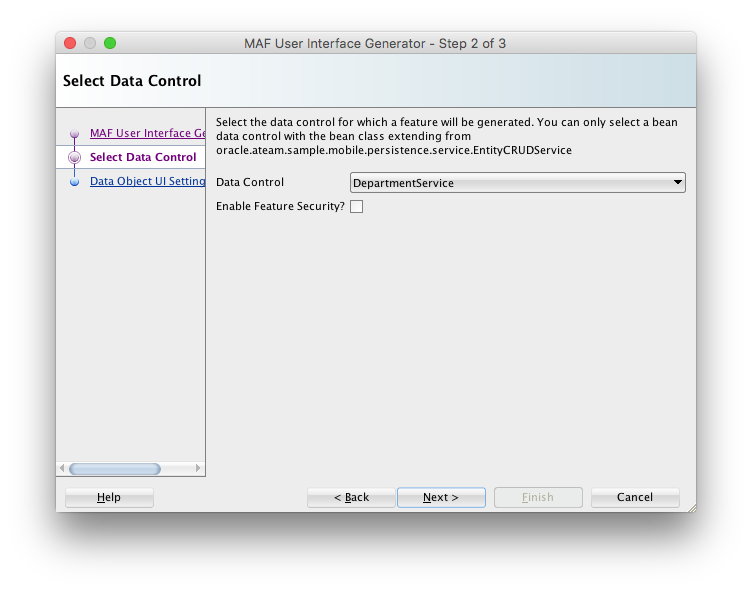 MAF User Interface Generator - Step 2 of 3
Select Data Control
MAF User Interface Ge
Select Data Control
Data Object UI Setting
Select the data control for which a feature will be generated. You can only select a bean
data control with the bean class extending from
oracle.ateam.sample.mobile.persistence.service.EntityCRUDService
Data Control
DepartmentService
Enable Feature Security?
Help
< Back
Next >
Finish
Cancel